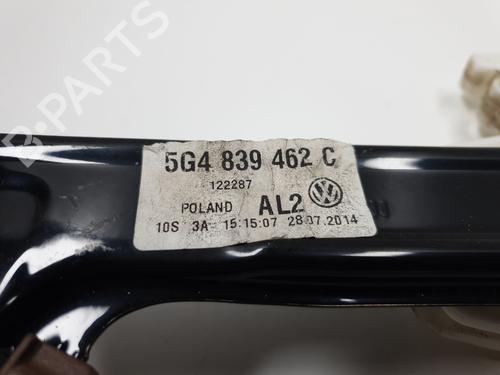 5G4 839 462 C
122287
POLAND AL2
10S 3A 15:15:07 28.07.2014
B-PARTS